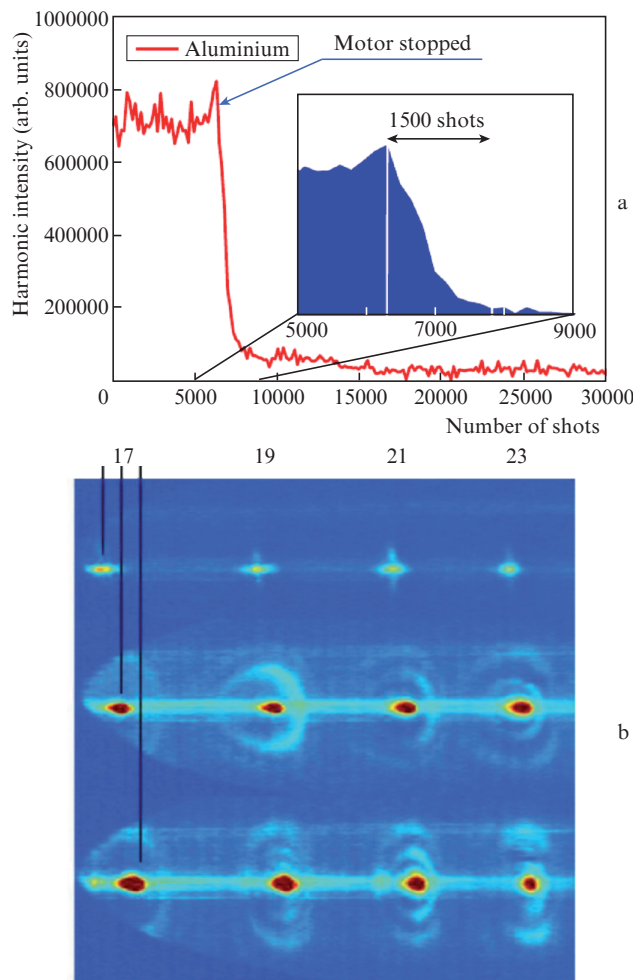 1000000
Aluminium
Motor stopped
800000
1500 shots
600000
a
400000
200000
5000 7000 9000
0 5000 10000 15000 20000 25000 30000
Harmonic intensity (arb. units)
Number of shots
17 19 21 23
b